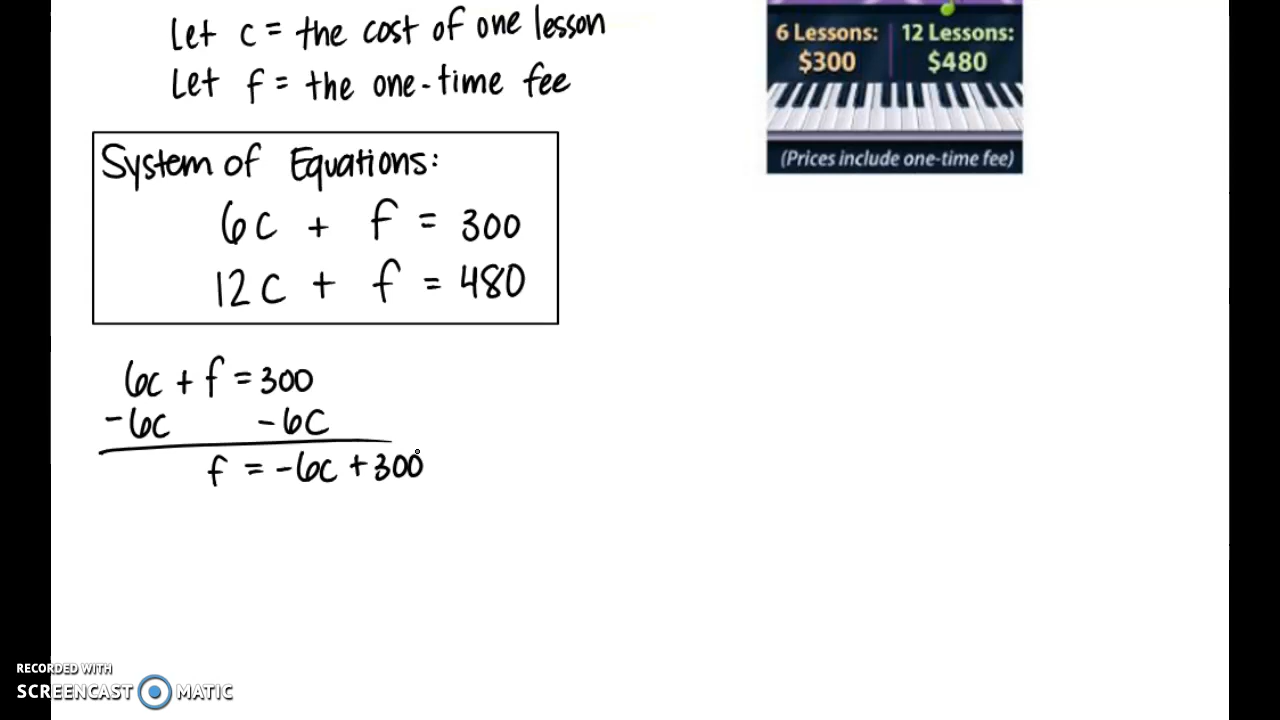 Let c = the cost of one lesson
Let f = the one-time fee
6 Lessons: 12 Lessons:
$300 $480
(Prices include one-time fee)
System of Equations:
6c + f = 300
12c + f = 480
6c + f = 300
-6c -6c
f = -6c + 300
RECORDED WITH
SCREENCAST MATIC